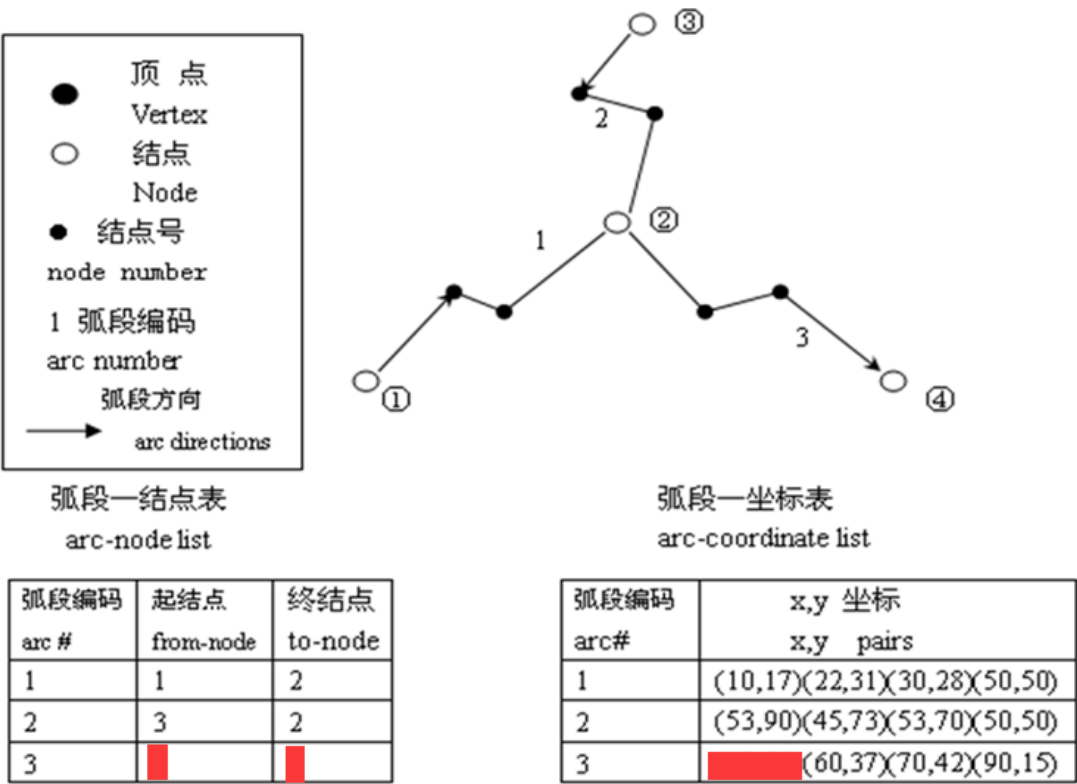 顶 点
Vertex
结点
Node
结点号
node number
1 弧段编码
arc number
弧段方向
arc directions
③
2
②
1
3
①
④
弧段—结点表
arc-node list
弧段编码 起结点 终结点
arc # from-node to-node
1 1 2
2 3 2
3
弧段—坐标表
arc-coordinate list
弧段编码 x,y 坐标
arc# x,y pairs
1 (10,17)(22,31)(30,28)(50,50)
2 (53,90)(45,73)(53,70)(50,50)
3 (60,37)(70,42)(90,15)